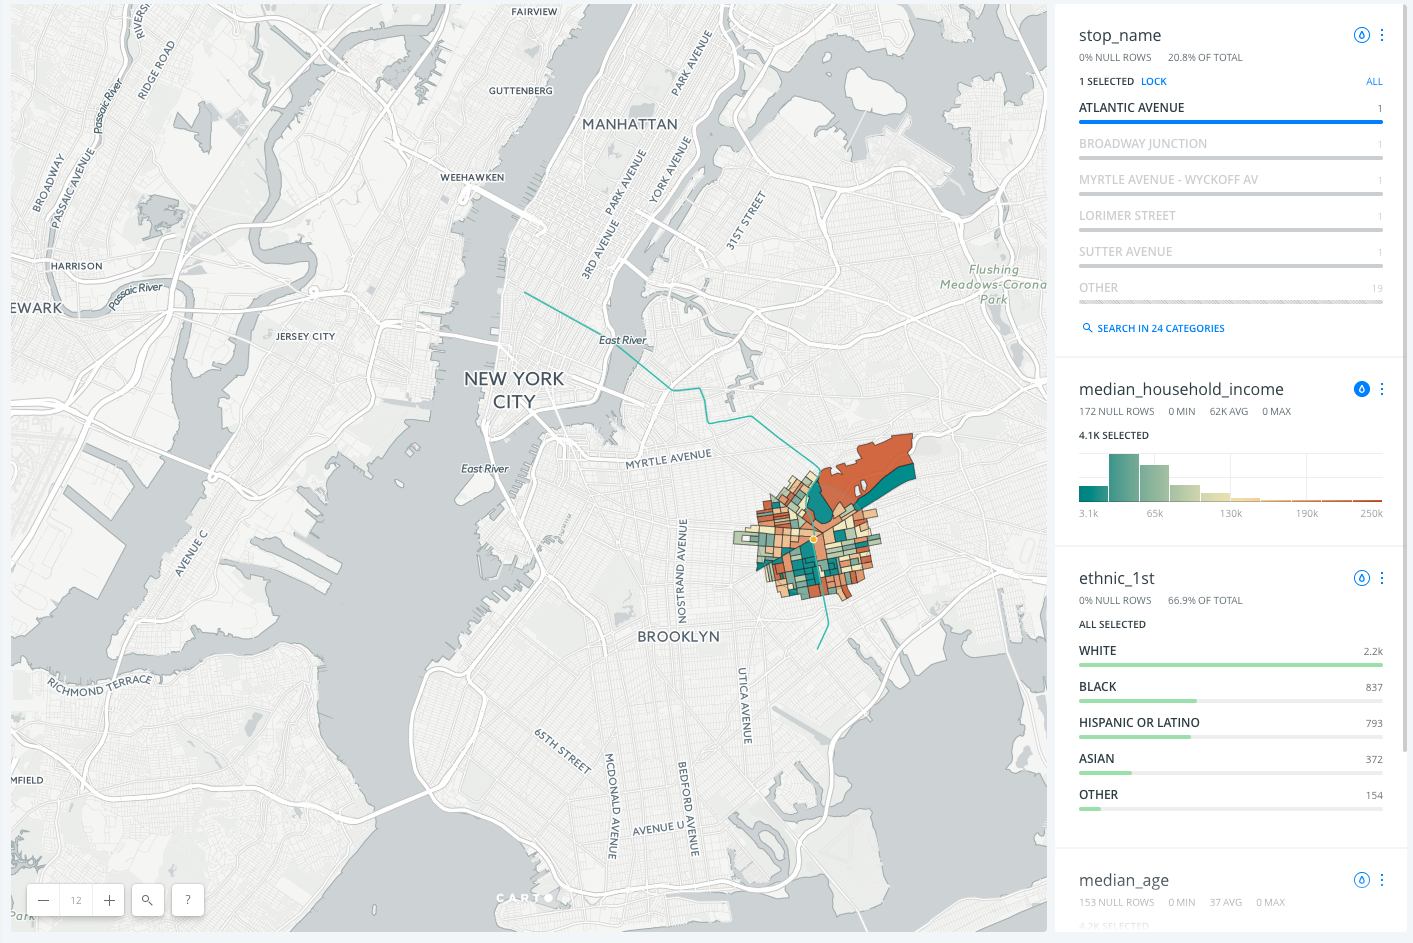 FAIRVIEW
RIVERS
RIDGE ROAD
PARK AVENUE
GUTTENBERG
Passaic River
MANHATTAN
BROADWAY
PASSAIC AVENUE
WEEHAWKEN
PARK AVENUE
YORK AVENUE
31ST STREET
3RD AVENUE
HARRISON
Passaic River
Flushing
Meadows-Corona
Park
EWARK
JERSEY CITY
East River
NEW YORK
CITY
East River
MYRTLE AVENUE
AVENUE C
NOSTRAND AVENUE
BROOKLYN
RICHMOND TERRACE
UTICA AVENUE
65TH STREET
MCDONALD AVENUE
BEDFORD AVENUE
MFIELD
AVENUE U
CARTO
12
?
Park
stop_name
0% NULL ROWS 20.8% OF TOTAL
1 SELECTED LOCK ALL
ATLANTIC AVENUE 1
BROADWAY JUNCTION 1
MYRTLE AVENUE - WYCKOFF AV 1
LORIMER STREET 1
SUTTER AVENUE 1
OTHER 19
SEARCH IN 24 CATEGORIES
median_household_income
172 NULL ROWS 0 MIN 62K AVG 0 MAX
4.1K SELECTED
3.1k 65k 130k 190k 250k
ethnic_1st
0% NULL ROWS 66.9% OF TOTAL
ALL SELECTED
WHITE 2.2k
BLACK 837
HISPANIC OR LATINO 793
ASIAN 372
OTHER 154
median_age
153 NULL ROWS 0 MIN 37 AVG 0 MAX
4.2K SELECTED